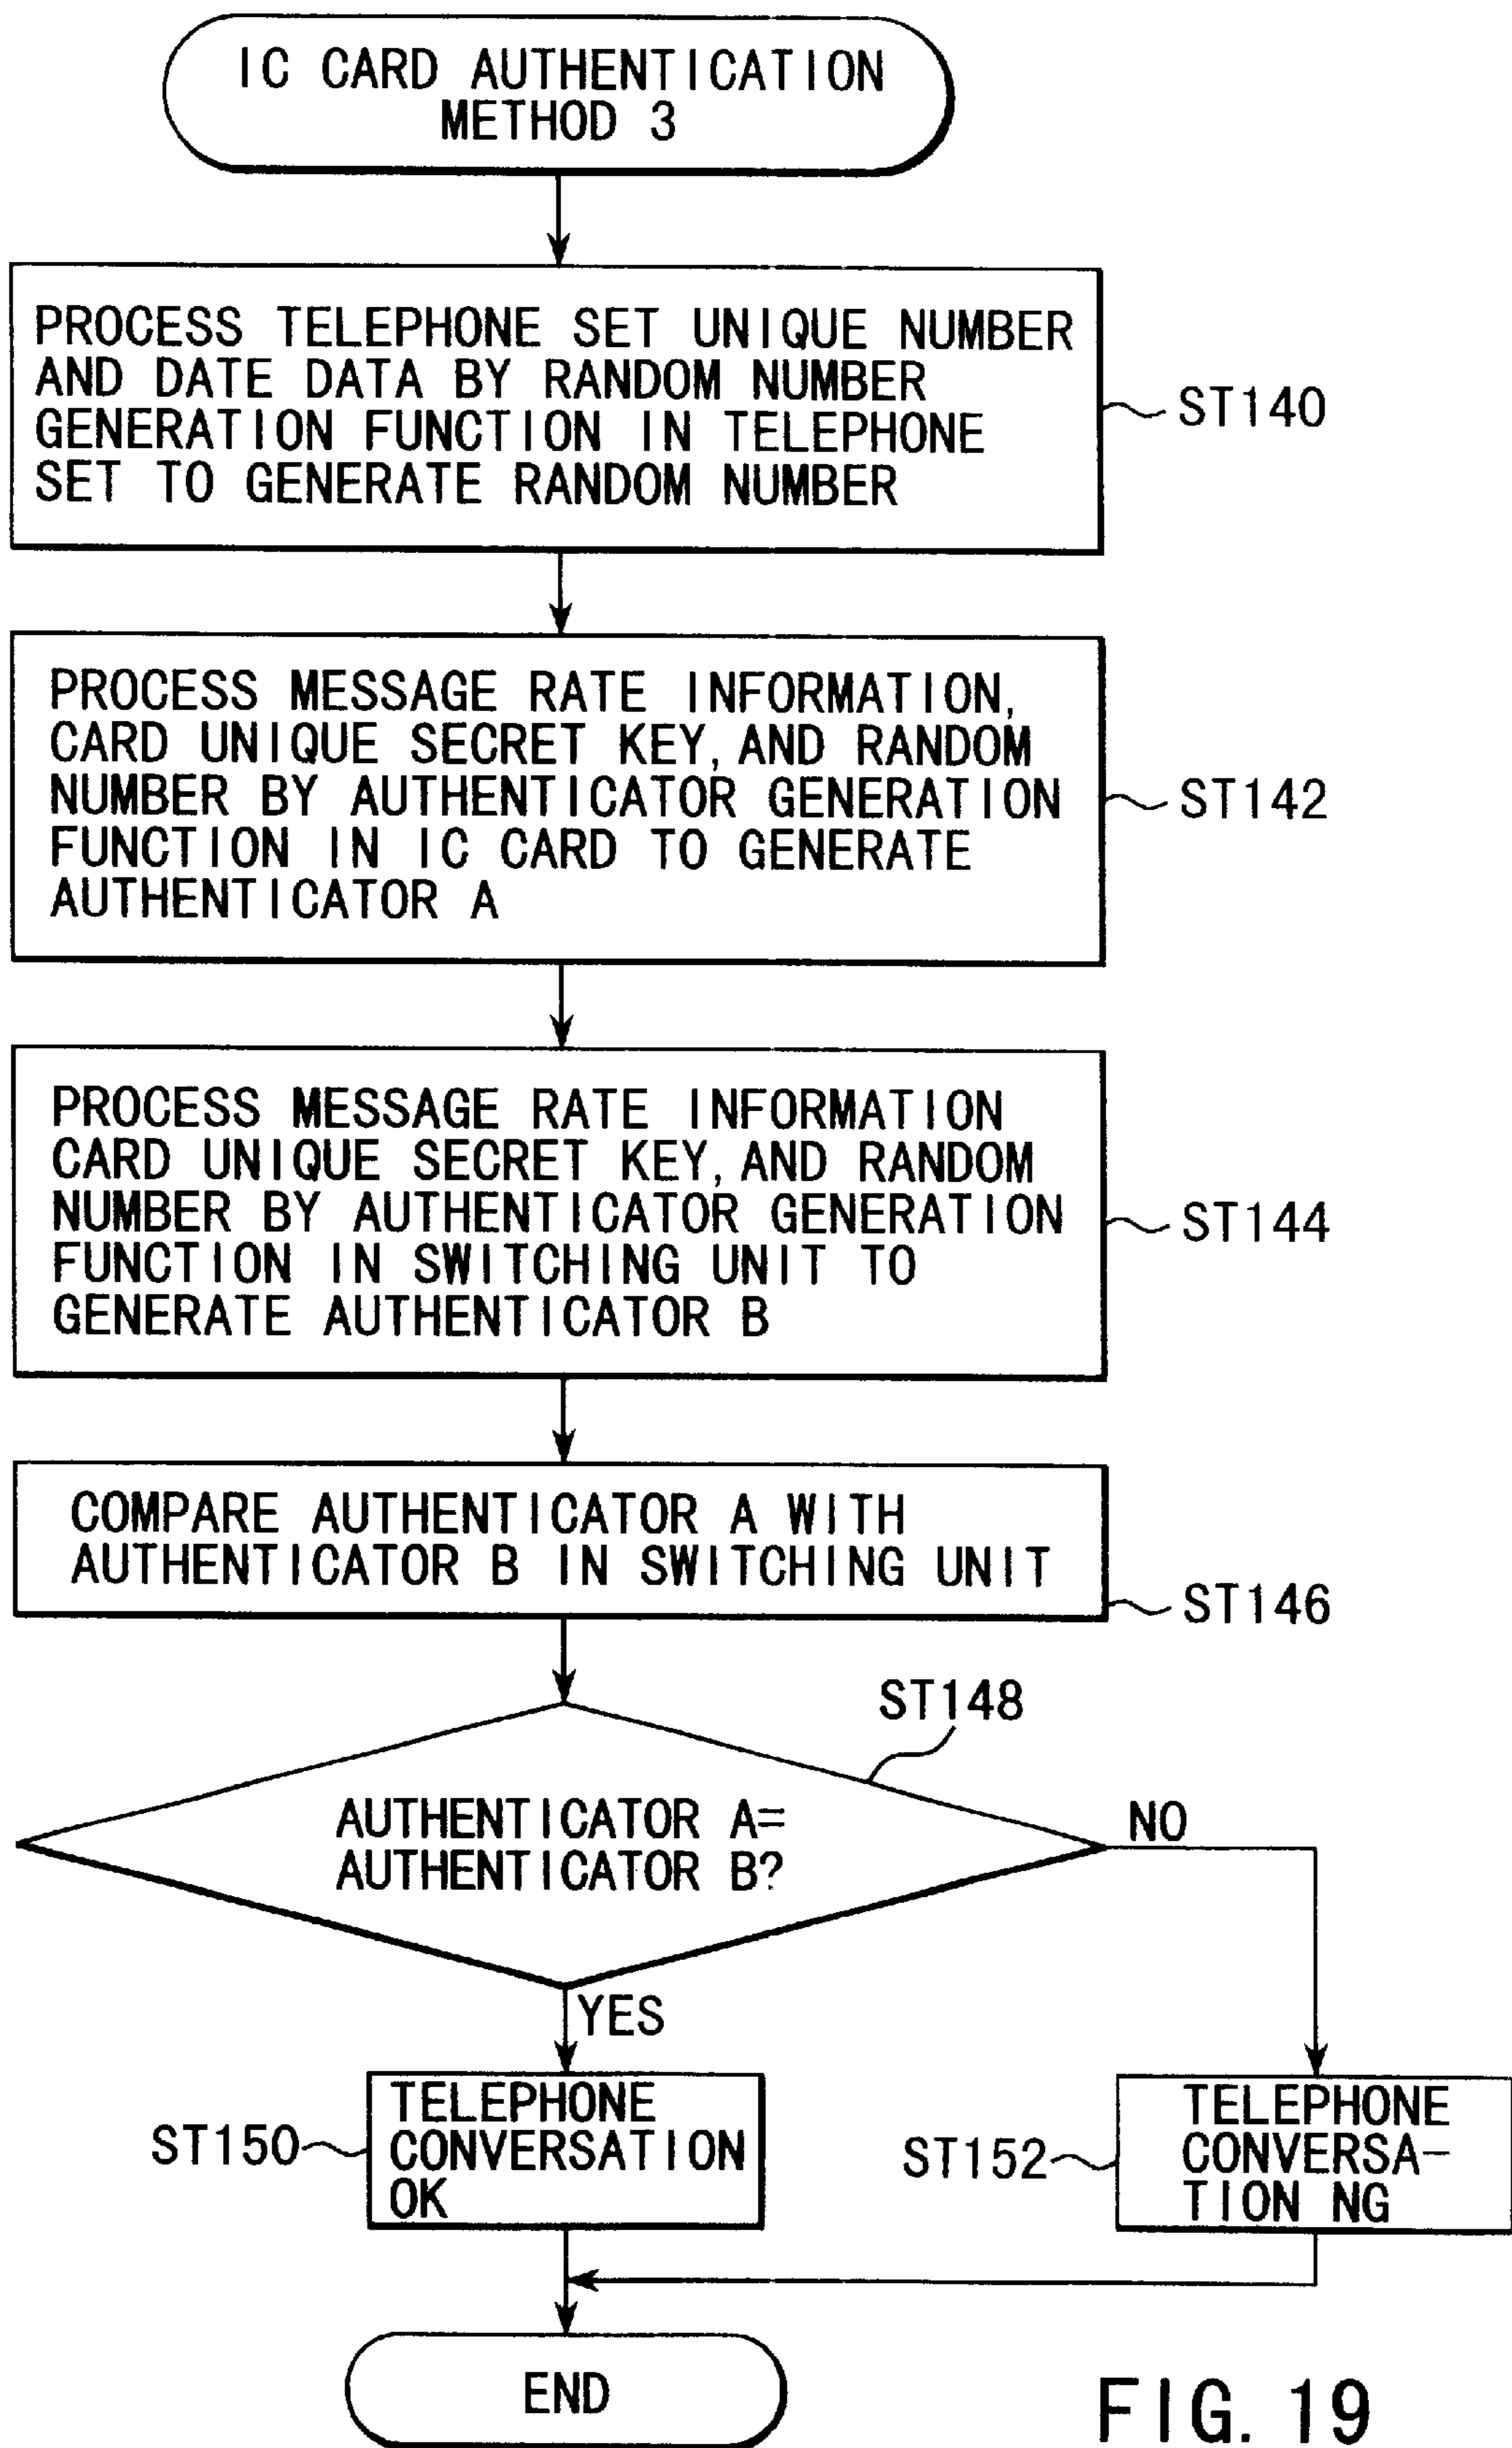 IC CARD AUTHENTICATION
METHOD 3
PROCESS TELEPHONE SET UNIQUE NUMBER
AND DATE DATA BY RANDOM NUMBER
GENERATION FUNCTION IN TELEPHONE
SET TO GENERATE RANDOM NUMBER
ST140
PROCESS MESSAGE RATE INFORMATION,
CARD UNIQUE SECRET KEY, AND RANDOM
NUMBER BY AUTHENTICATOR GENERATION
FUNCTION IN IC CARD TO GENERATE
AUTHENTICATOR A
ST142
PROCESS MESSAGE RATE INFORMATION
CARD UNIQUE SECRET KEY, AND RANDOM
NUMBER BY AUTHENTICATOR GENERATION
FUNCTION IN SWITCHING UNIT TO
GENERATE AUTHENTICATOR B
ST144
COMPARE AUTHENTICATOR A WITH
AUTHENTICATOR B IN SWITCHING UNIT
ST146
ST148
AUTHENTICATOR A=
AUTHENTICATOR B?
NO
YES
TELEPHONE
CONVERSATION
OK
ST150
TELEPHONE
CONVERSA-
TION NG
ST152
END
FIG. 19